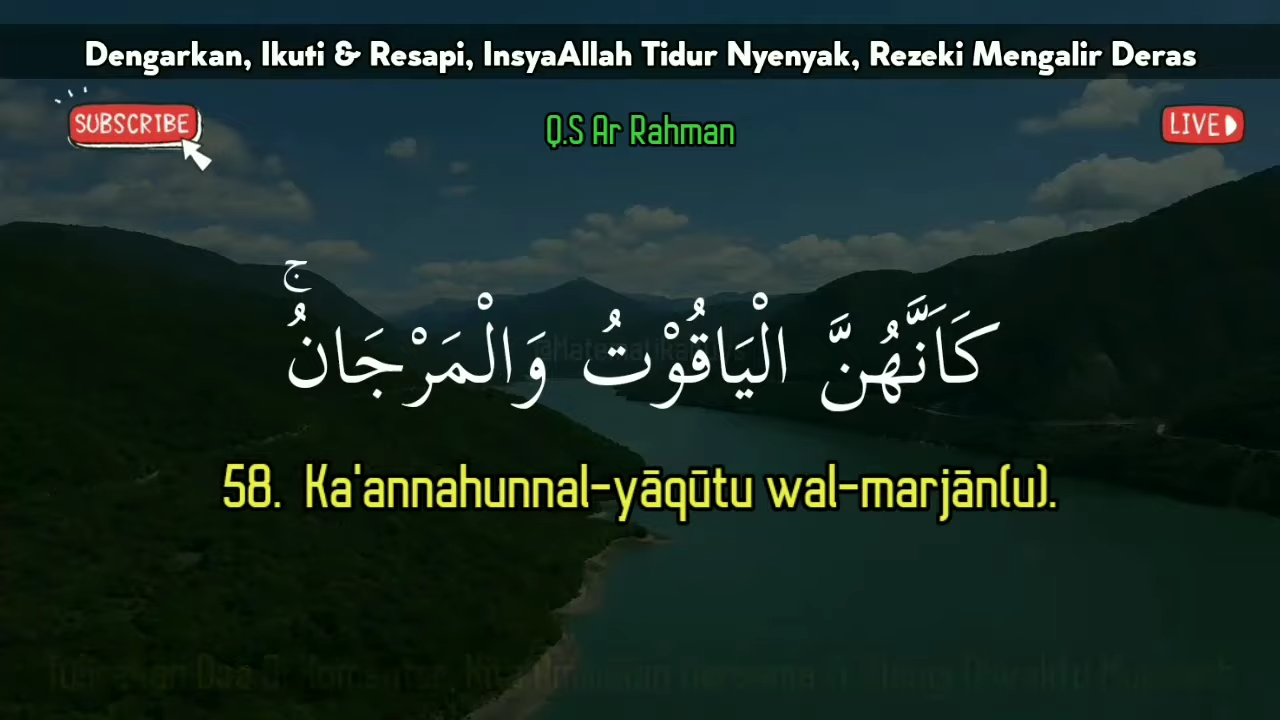 Dengarkan, Ikuti & Resapi, InsyaAllah Tidur Nyenyak, Rezeki Mengalir Deras
SUBSCRIBE
Q.S Ar Rahman
LIVE
كَاَنَّهُنَّ الْيَاقُوْتُ وَالْمَرْجَانُۚ
58. Ka'annahunnal-yāqūtu wal-marjān(u).